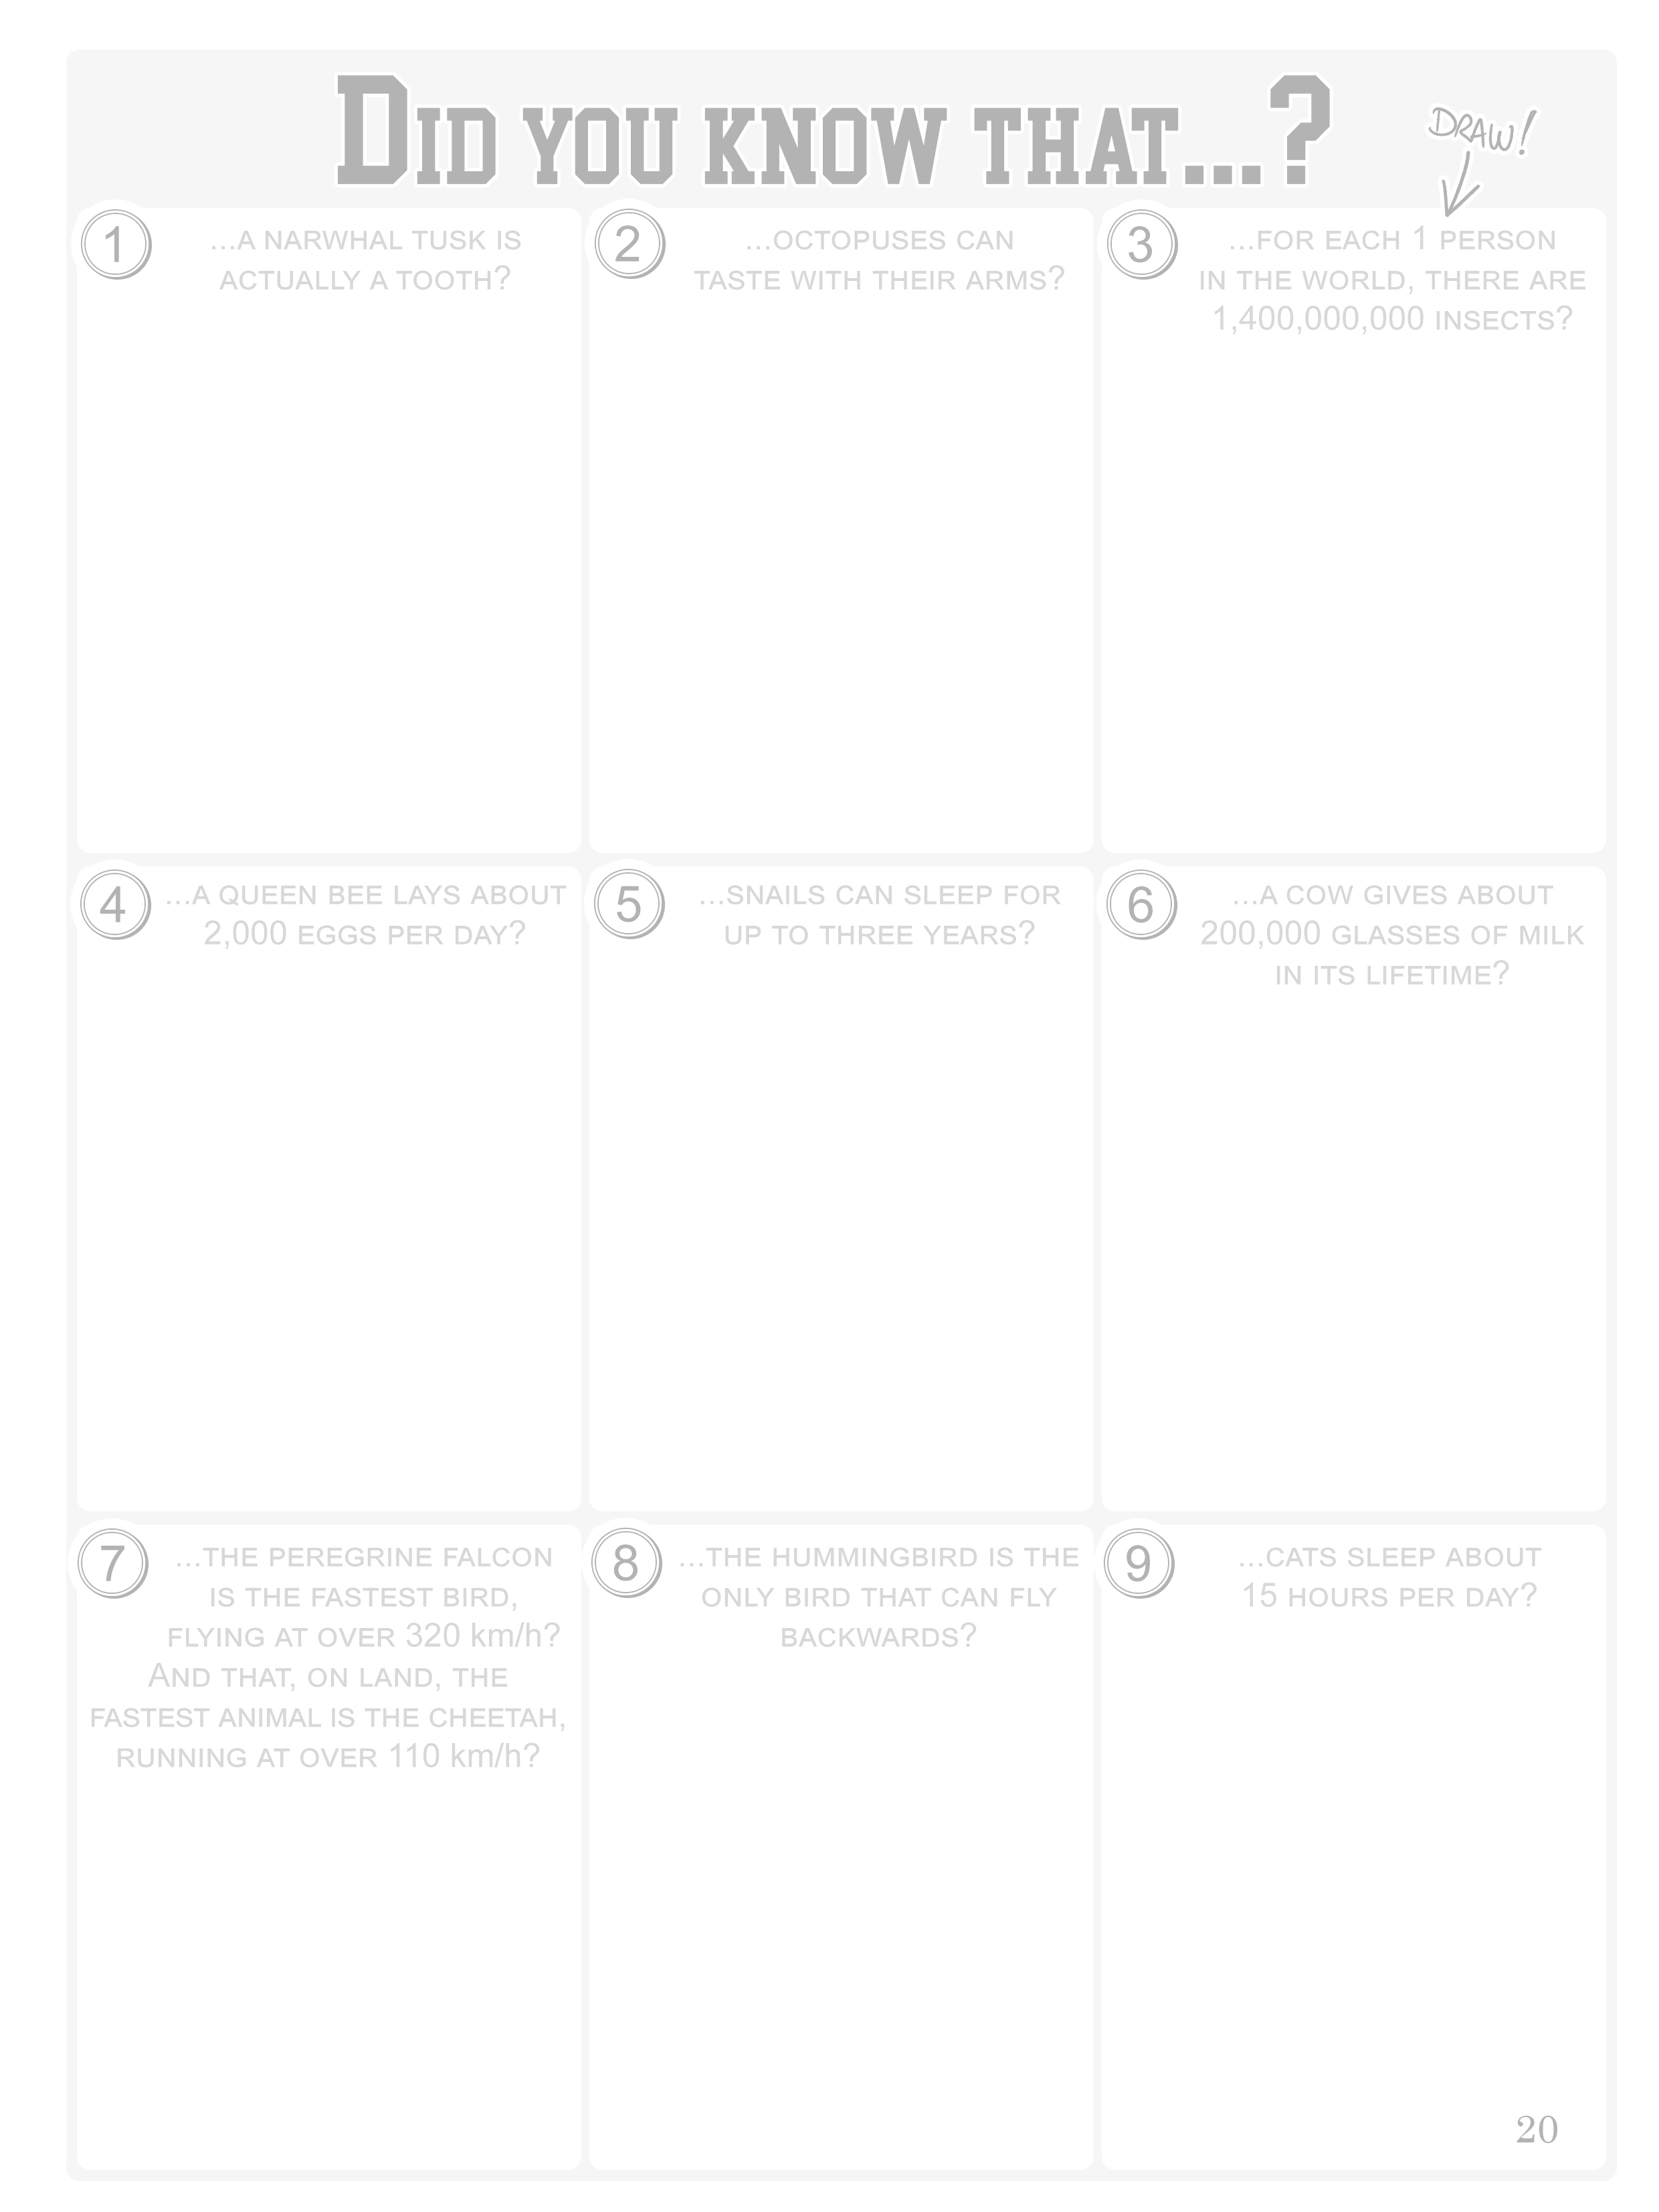 Did you know that...?
DRAW!
1
...a narwhal tusk is
actually a tooth?
2
...octopuses can
taste with their arms?
3
...for each 1 person
in the world, there are
1,400,000,000 insects?
4
...a queen bee lays about
2,000 eggs per day?
5
...snails can sleep for
up to three years?
6
...a cow gives about
200,000 glasses of milk
in its lifetime?
7
...the peregrine falcon
is the fastest bird,
flying at over 320 km/h?
And that, on land, the
fastest animal is the cheetah,
running at over 110 km/h?
8
...the hummingbird is the
only bird that can fly
backwards?
9
...cats sleep about
15 hours per day?
20